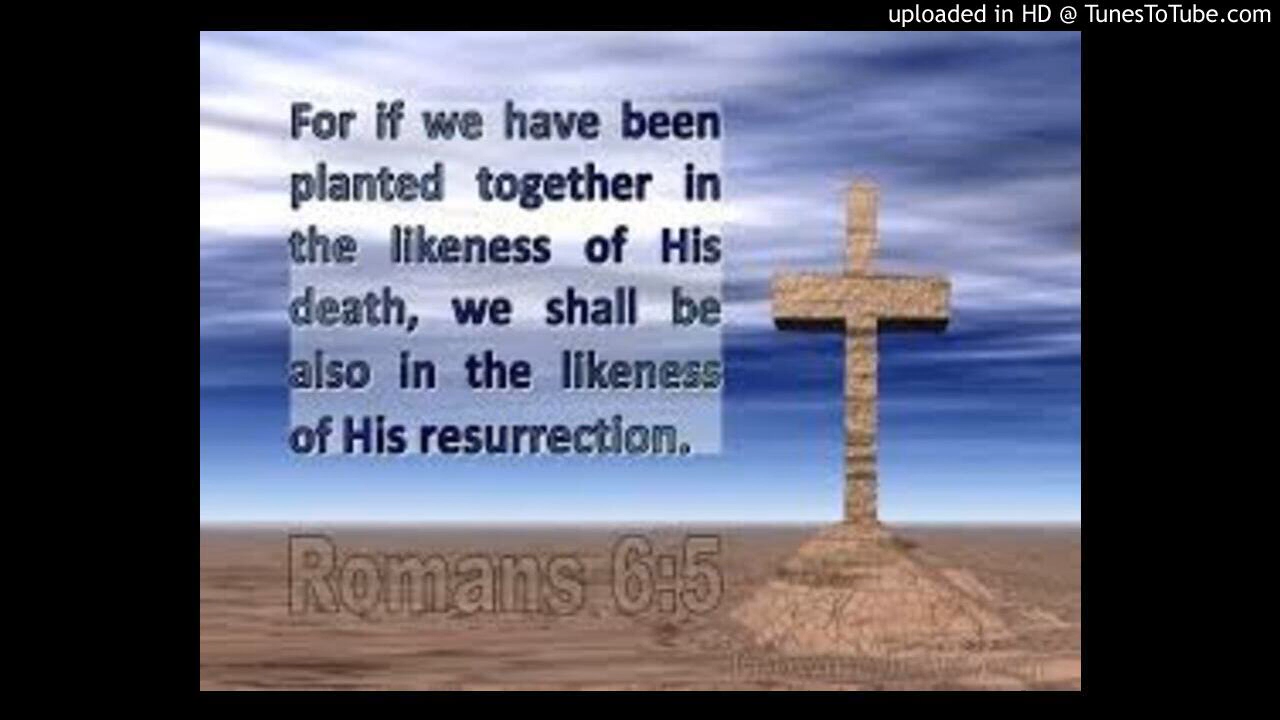 uploaded in HD @ TunesToTube.com
For if we have been
planted together in
the likeness of His
death, we shall be
also in the likeness
of His resurrection.
Romans 6:5